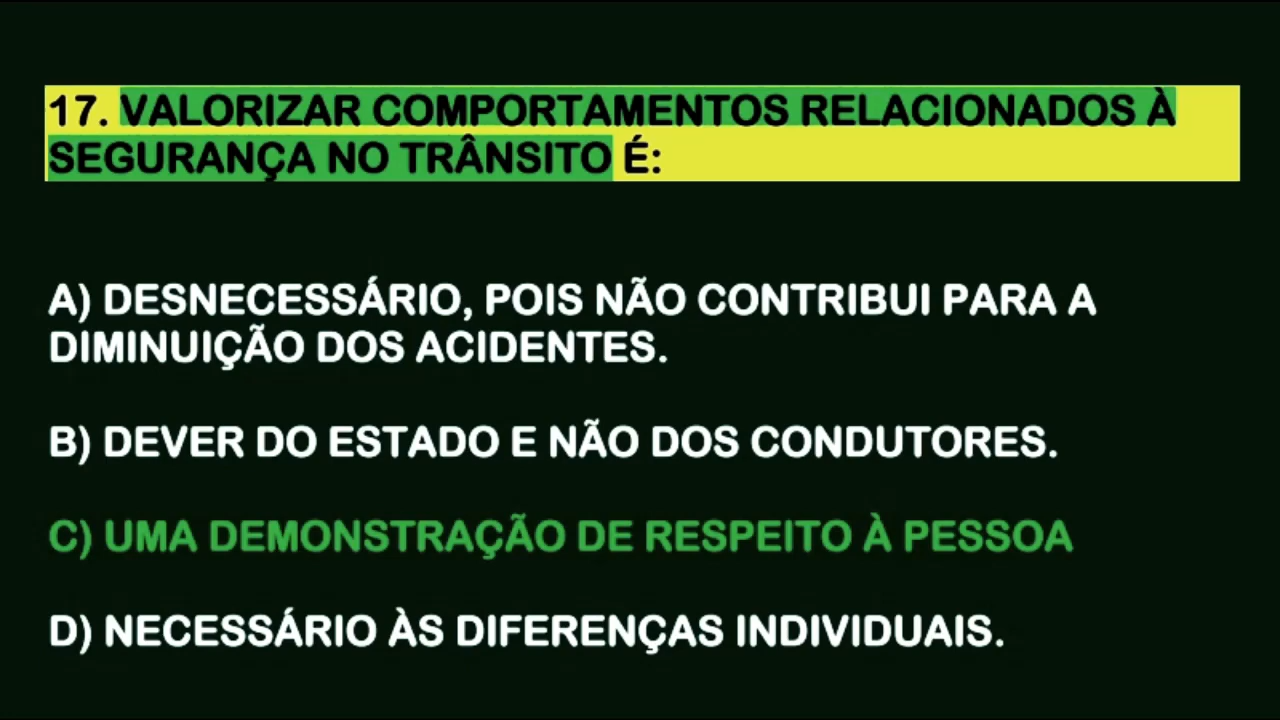 17. VALORIZAR COMPORTAMENTOS RELACIONADOS À
SEGURANÇA NO TRÂNSITO É:
A) DESNECESSÁRIO, POIS NÃO CONTRIBUI PARA A
DIMINUIÇÃO DOS ACIDENTES.
B) DEVER DO ESTADO E NÃO DOS CONDUTORES.
C) UMA DEMONSTRAÇÃO DE RESPEITO À PESSOA
D) NECESSÁRIO ÀS DIFERENÇAS INDIVIDUAIS.